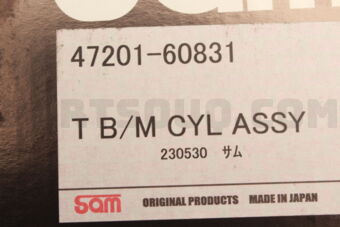 47201-60831
T B/M CYL ASSY
230530 ｻﾑ
sam ORIGINAL PRODUCTS MADE IN JAPAN